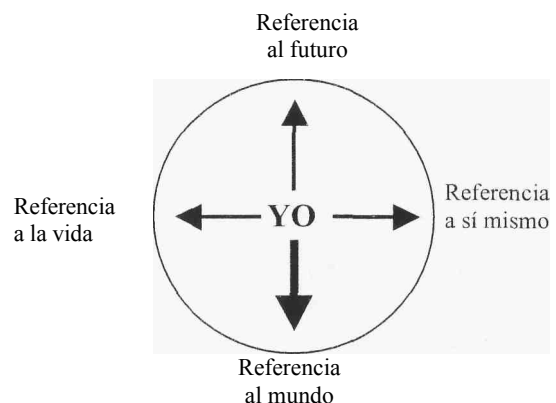 Referencia
al futuro
Referencia
a la vida
YO
Referencia
a sí mismo
Referencia
al mundo